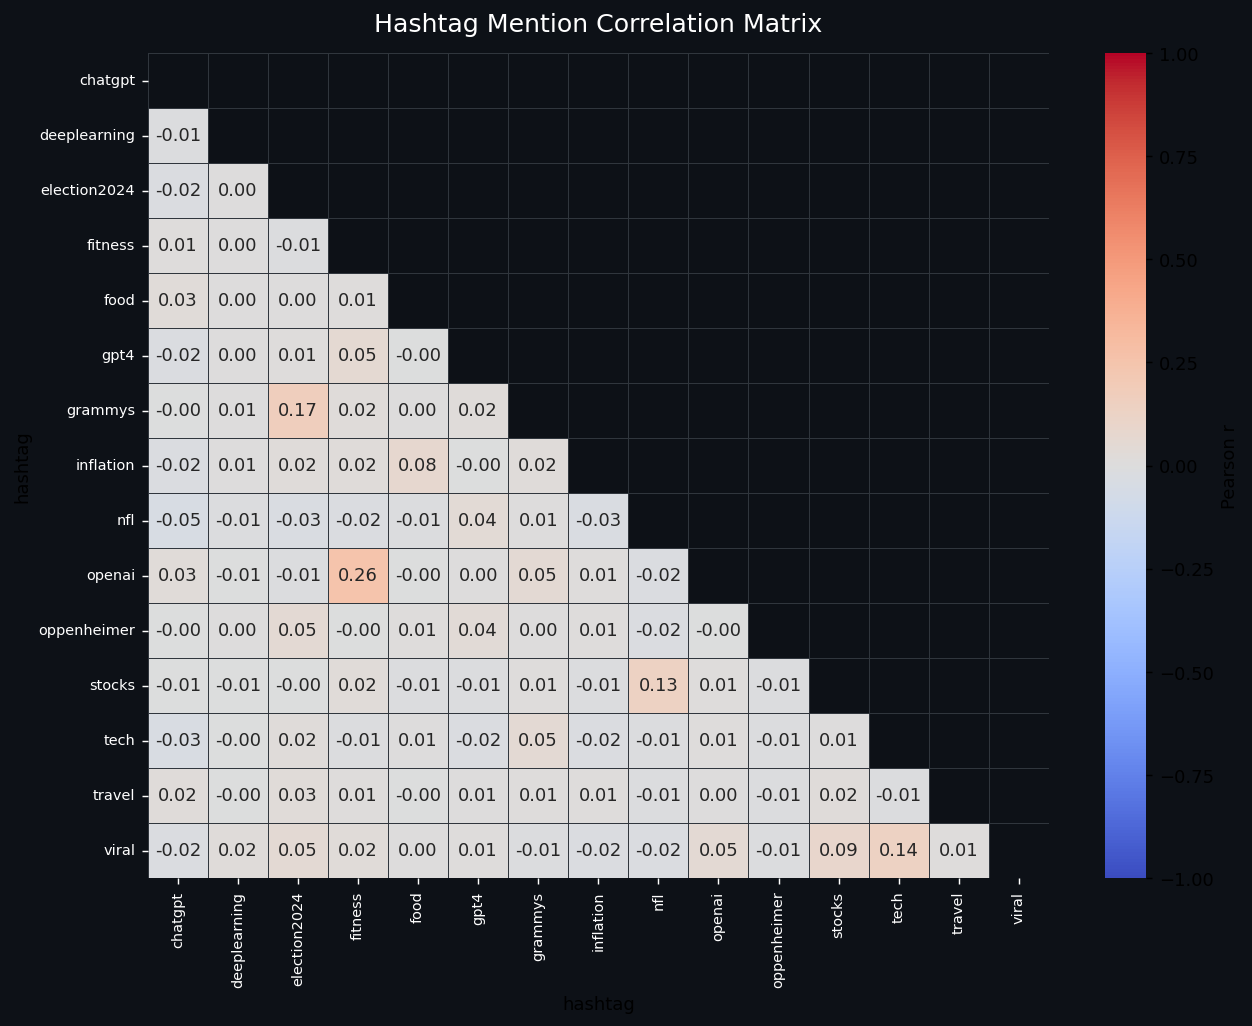 Hashtag Mention Correlation Matrix
chatgpt
deeplearning -0.01
election2024 -0.02 0.00
fitness 0.01 0.00 -0.01
food 0.03 0.00 0.00 0.01
gpt4 -0.02 0.00 0.01 0.05 -0.00
grammys -0.00 0.01 0.17 0.02 0.00 0.02
inflation -0.02 0.01 0.02 0.02 0.08 -0.00 0.02
nfl -0.05 -0.01 -0.03 -0.02 -0.01 0.04 0.01 -0.03
openai 0.03 -0.01 -0.01 0.26 -0.00 0.00 0.05 0.01 -0.02
oppenheimer -0.00 0.00 0.05 -0.00 0.01 0.04 0.00 0.01 -0.02 -0.00
stocks -0.01 -0.01 -0.00 0.02 -0.01 -0.01 0.01 -0.01 0.13 0.01 -0.01
tech -0.03 -0.00 0.02 -0.01 0.01 -0.02 0.05 -0.02 -0.01 0.01 -0.01 0.01
travel 0.02 -0.00 0.03 0.01 -0.00 0.01 0.01 0.01 -0.01 0.00 -0.01 0.02 -0.01
viral -0.02 0.02 0.05 0.02 0.00 0.01 -0.01 -0.02 -0.02 0.05 -0.01 0.09 0.14 0.01
chatgpt deeplearning election2024 fitness food gpt4 grammys inflation nfl openai oppenheimer stocks tech travel viral
hashtag
hashtag
1.00
0.75
0.50
0.25
0.00
−0.25
−0.50
−0.75
−1.00
Pearson r